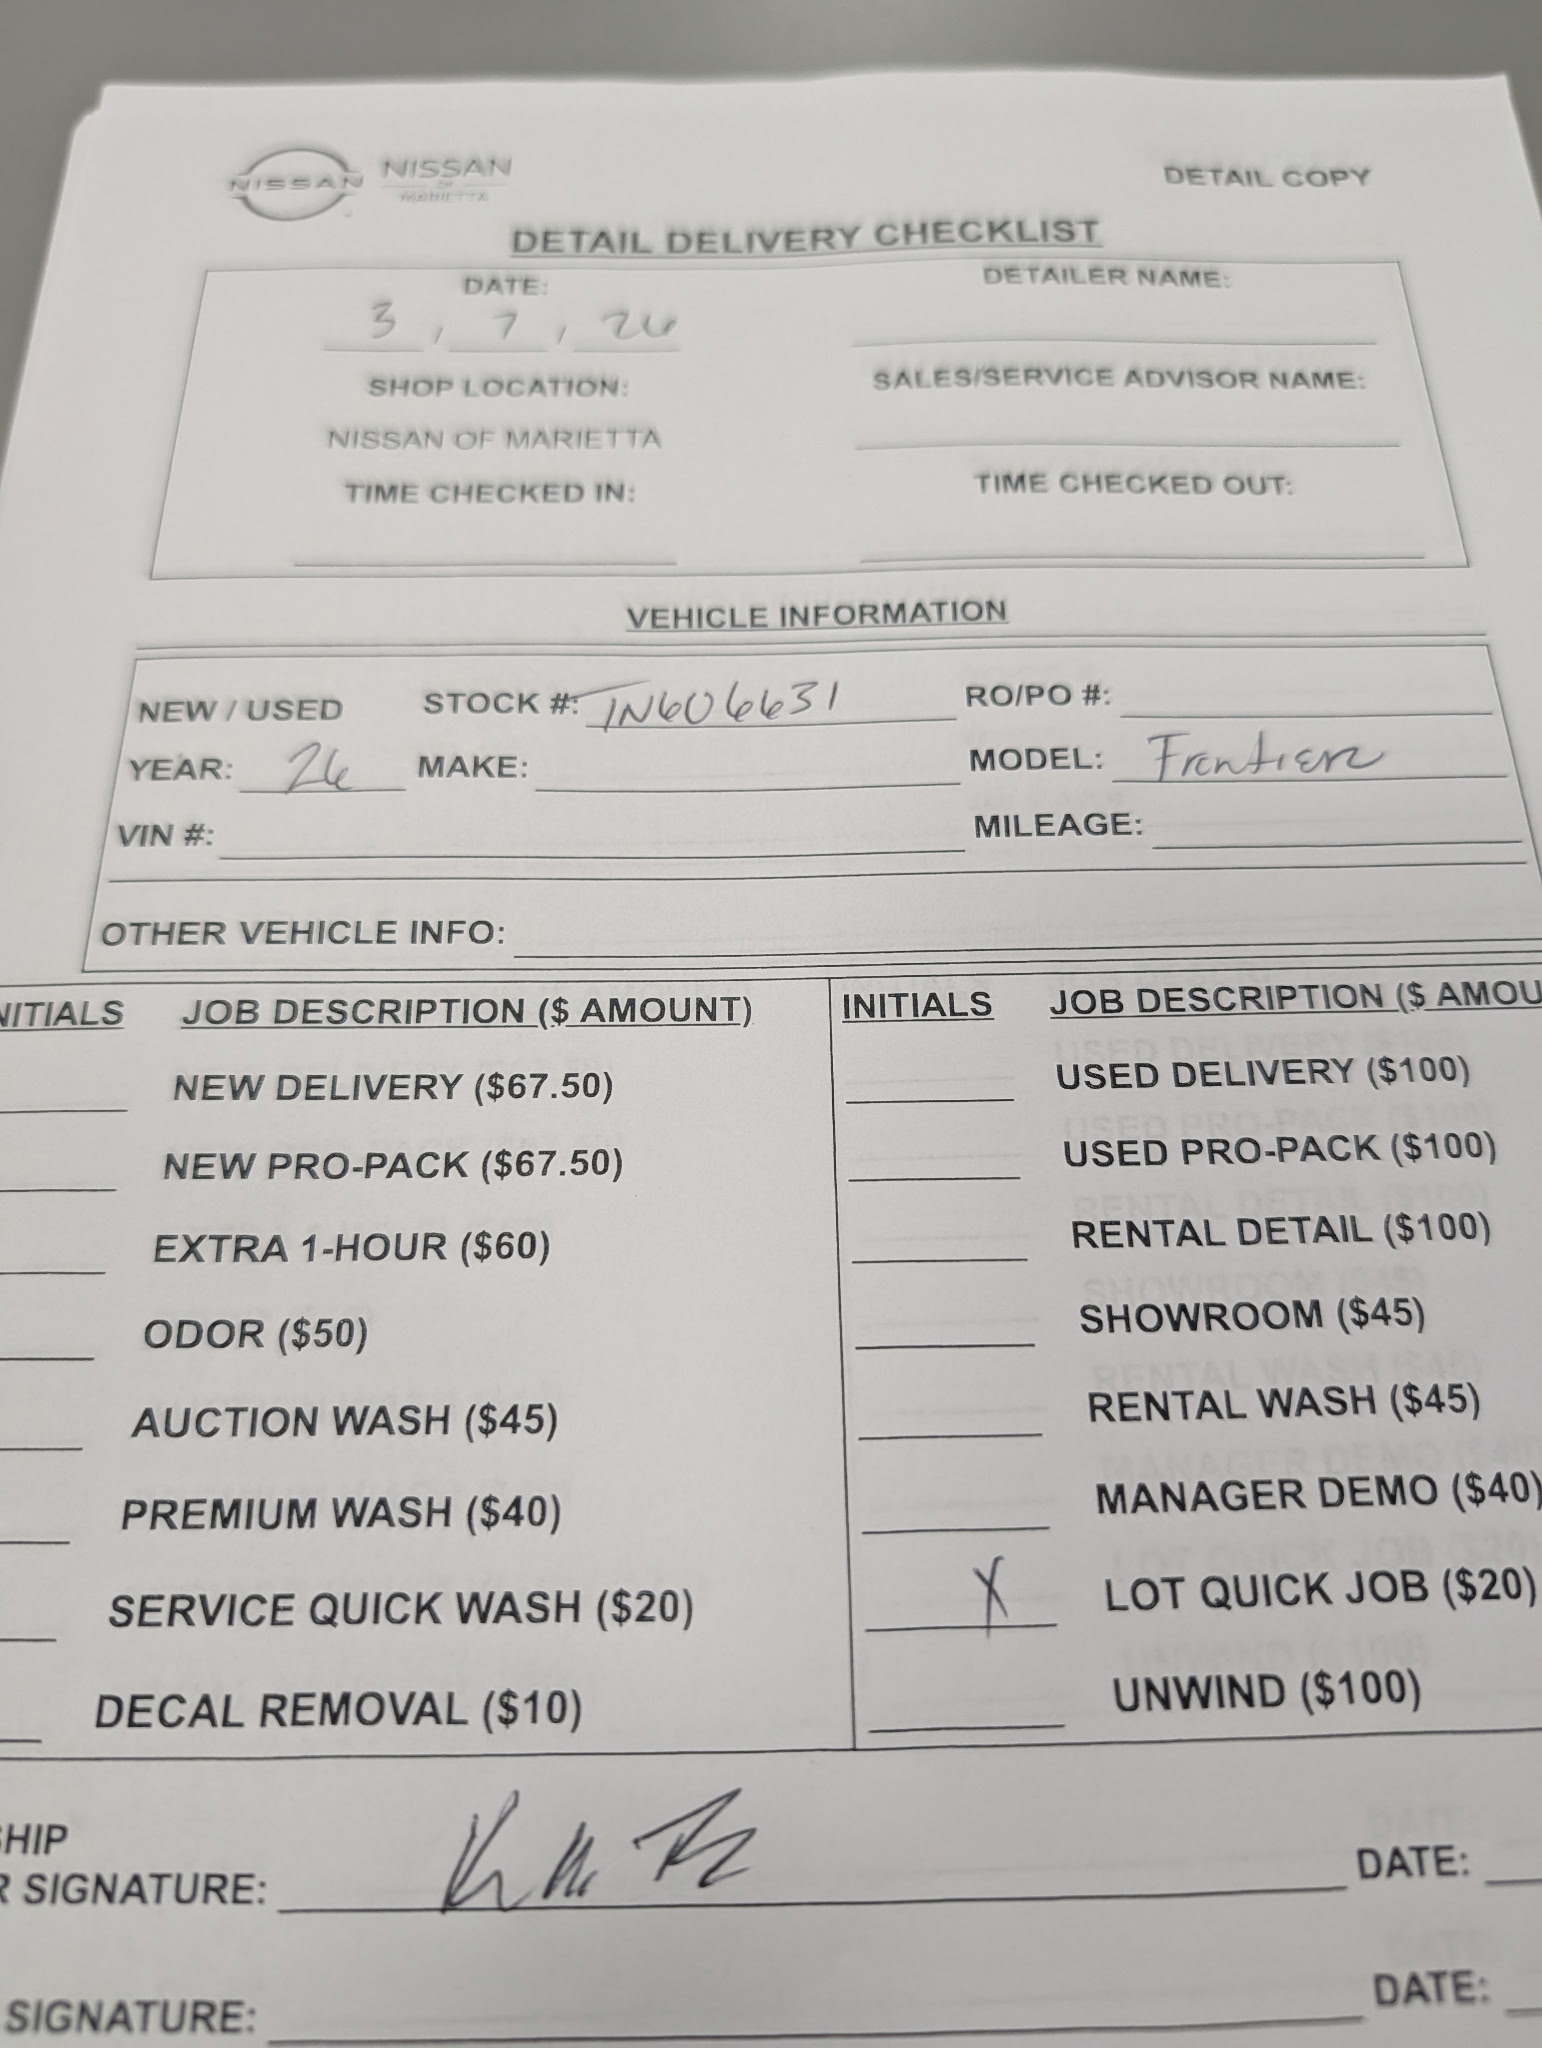 NISSAN NISSAN OF MARIETTA
DETAIL COPY
DETAIL DELIVERY CHECKLIST
DATE: DETAILER NAME:
3 / 7 / 26
SHOP LOCATION: SALES/SERVICE ADVISOR NAME:
NISSAN OF MARIETTA
TIME CHECKED IN: TIME CHECKED OUT:
VEHICLE INFORMATION
NEW / USED STOCK #: TN606631 RO/PO #:
YEAR: 26 MAKE: MODEL: Frontier
VIN #: MILEAGE:
OTHER VEHICLE INFO:
NITIALS JOB DESCRIPTION ($ AMOUNT) INITIALS JOB DESCRIPTION ($ AMOU
NEW DELIVERY ($67.50) USED DELIVERY ($100)
NEW PRO-PACK ($67.50) USED PRO-PACK ($100)
EXTRA 1-HOUR ($60) RENTAL DETAIL ($100)
ODOR ($50) SHOWROOM ($45)
AUCTION WASH ($45) RENTAL WASH ($45)
PREMIUM WASH ($40) MANAGER DEMO ($40)
SERVICE QUICK WASH ($20) X LOT QUICK JOB ($20)
DECAL REMOVAL ($10) UNWIND ($100)
SHIP
R SIGNATURE: DATE:
SIGNATURE: DATE: